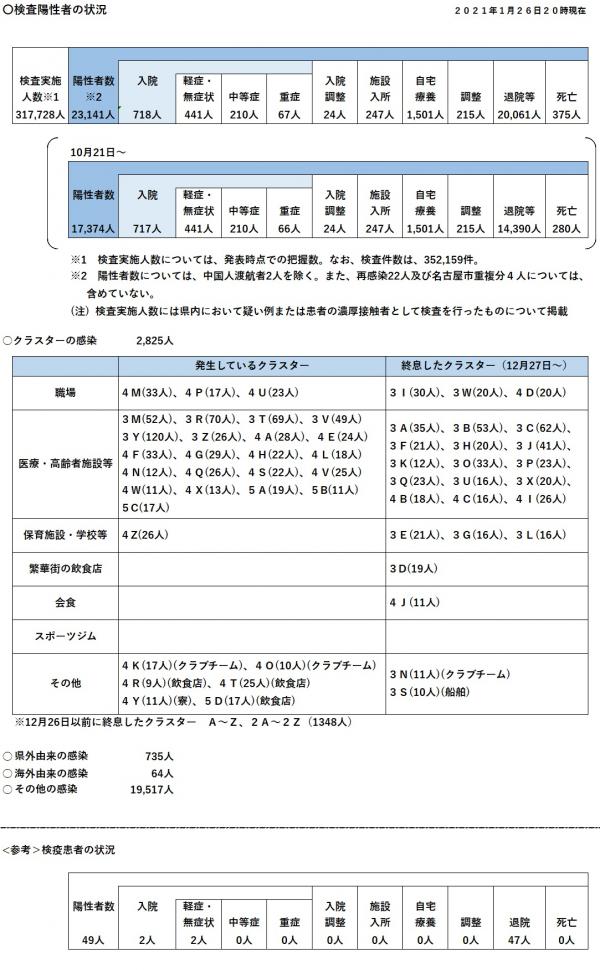 〇検査陽性者の状況
２０２１年１月２６日２０時現在
検査実施人数※1 陽性者数※2 入院 軽症・無症状 中等症 重症 入院調整 施設入所 自宅療養 調整 退院等 死亡
317,728人 23,141人 718人 441人 210人 67人 24人 247人 1,501人 215人 20,061人 375人
10月21日～
陽性者数 入院 軽症・無症状 中等症 重症 入院調整 施設入所 自宅療養 調整 退院等 死亡
17,374人 717人 441人 210人 66人 24人 247人 1,501人 215人 14,390人 280人
※1　検査実施人数については、発表時点での把握数。なお、検査件数は、352,159件。
※2　陽性者数については、中国人渡航者2人を除く。また、再感染22人及び名古屋市重複分４人については、
含めていない。
(注）検査実施人数には県内において疑い例または患者の濃厚接触者として検査を行ったものについて掲載
〇クラスターの感染　2,825人
発生しているクラスター 終息したクラスター（12月27日～）
職場 ４Ｍ(33人)、４Ｐ(17人)、４Ｕ(23人) ３Ｉ(30人)、３Ｗ(20人)、４Ｄ(20人)
医療・高齢者施設等
３Ｍ(52人)、３Ｒ(70人)、３Ｔ(69人)、３Ｖ(49人)
３Ｙ(120人)、３Ｚ(26人)、４Ａ(28人)、４Ｅ(24人)
４Ｆ(33人)、４Ｇ(29人)、４Ｈ(22人)、４Ｌ(18人)
４Ｎ(12人)、４Ｑ(26人)、４Ｓ(22人)、４Ｖ(25人)
４Ｗ(11人)、４Ｘ(13人)、５Ａ(19人)、５Ｂ(11人)
５Ｃ(17人)
３Ａ(35人)、３Ｂ(53人)、３Ｃ(62人)、
３Ｆ(21人)、３Ｈ(20人)、３Ｊ(41人)、
３Ｋ(12人)、３Ｏ(33人)、３Ｐ(23人)、
３Ｑ(23人)、３Ｕ(16人)、３Ｘ(20人)、
４Ｂ(18人)、４Ｃ(16人)、４Ｉ(26人)
保育施設・学校等 ４Ｚ(26人) ３Ｅ(21人)、３Ｇ(16人)、３Ｌ(16人)
繁華街の飲食店 ３Ｄ(19人)
会食 ４Ｊ(11人)
スポーツジム
その他
４Ｋ(17人)(クラブチーム)、４Ｏ(10人)(クラブチーム)
４Ｒ(9人)(飲食店)、４Ｔ(25人)(飲食店)
４Ｙ(11人)(寮)、５Ｄ(17人)(飲食店)
３Ｎ(11人)(クラブチーム)
３Ｓ(10人)(船舶)
※12月26日以前に終息したクラスター　Ａ～Ｚ、２Ａ～２Ｚ（1348人）
〇県外由来の感染　735人
〇海外由来の感染　64人
〇その他の感染　19,517人
<参考>検疫患者の状況
陽性者数 入院 軽症・無症状 中等症 重症 入院調整 施設入所 自宅療養 調整 退院 死亡
49人 2人 2人 0人 0人 0人 0人 0人 0人 47人 0人